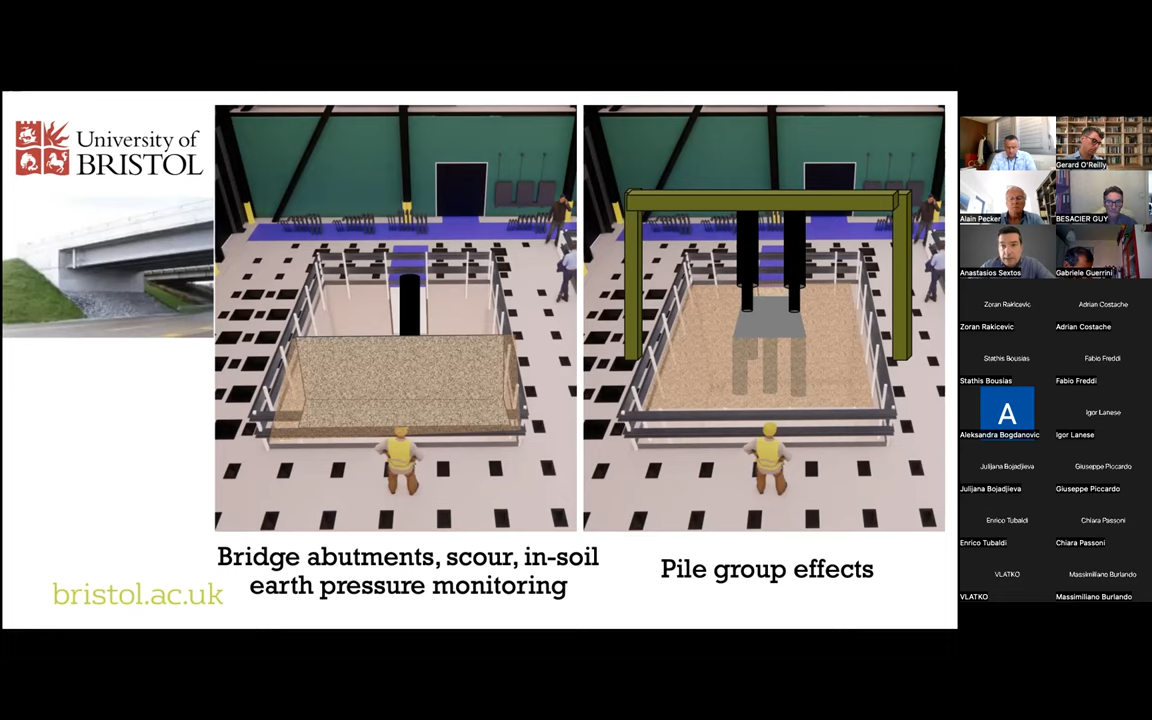 University of
BRISTOL
Bridge abutments, scour, in-soil
earth pressure monitoring
Pile group effects
bristol.ac.uk
Gerard O'Reilly
Alain Pecker
BESACIER GUY
Anastasios Sextos
Gabriele Guerrini
Zoran Rakicevic
Adrian Costache
Zoran Rakicevic
Adrian Costache
Stathis Bousias
Fabio Freddi
Stathis Bousias
Fabio Freddi
A
Igor Lanese
Aleksandra Bogdanovic
Igor Lanese
Julijana Bojadjieva
Giuseppe Piccardo
Julijana Bojadjieva
Giuseppe Piccardo
Enrico Tubaldi
Chiara Passoni
Enrico Tubaldi
Chiara Passoni
VLATKO
Massimiliano Burlando
VLATKO
Massimiliano Burlando